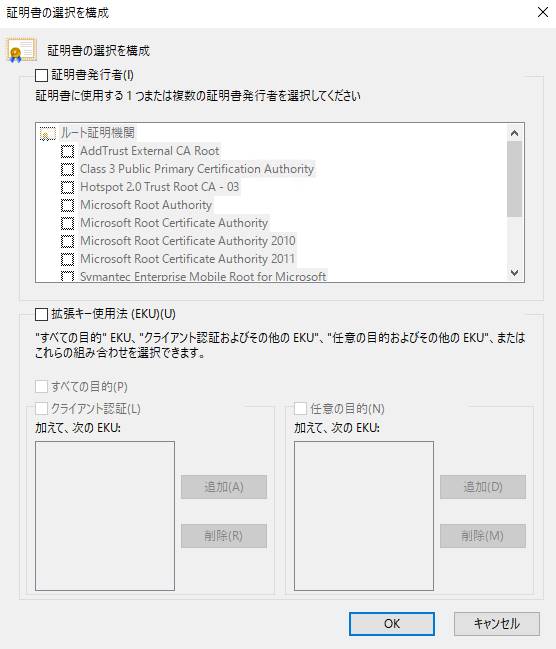 証明書の選択を構成
証明書の選択を構成
証明書発行者(I)
証明書に使用する 1 つまたは複数の証明書発行者を選択してください
ルート証明機関
AddTrust External CA Root
Class 3 Public Primary Certification Authority
Hotspot 2.0 Trust Root CA - 03
Microsoft Root Authority
Microsoft Root Certificate Authority
Microsoft Root Certificate Authority 2010
Microsoft Root Certificate Authority 2011
Symantec Enterprise Mobile Root for Microsoft
拡張キー使用法 (EKU)(U)
"すべての目的" EKU、"クライアント認証およびその他の EKU"、"任意の目的およびその他の EKU"、または
これらの組み合わせを選択できます。
すべての目的(P)
クライアント認証(L)
加えて、次の EKU:
追加(A)
削除(R)
任意の目的(N)
加えて、次の EKU:
追加(D)
削除(M)
OK
キャンセル